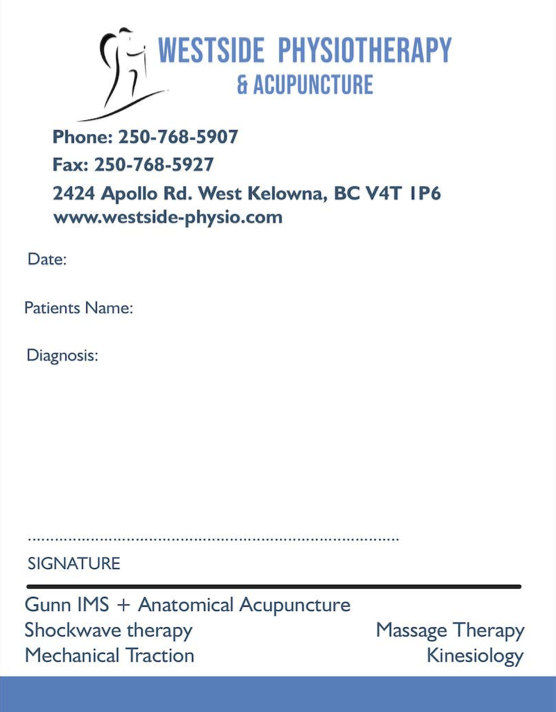 WESTSIDE PHYSIOTHERAPY
& ACUPUNCTURE
Phone: 250-768-5907
Fax: 250-768-5927
2424 Apollo Rd. West Kelowna, BC V4T 1P6
www.westside-physio.com
Date:
Patients Name:
Diagnosis:
SIGNATURE
Gunn IMS + Anatomical Acupuncture
Shockwave therapy
Massage Therapy
Mechanical Traction
Kinesiology